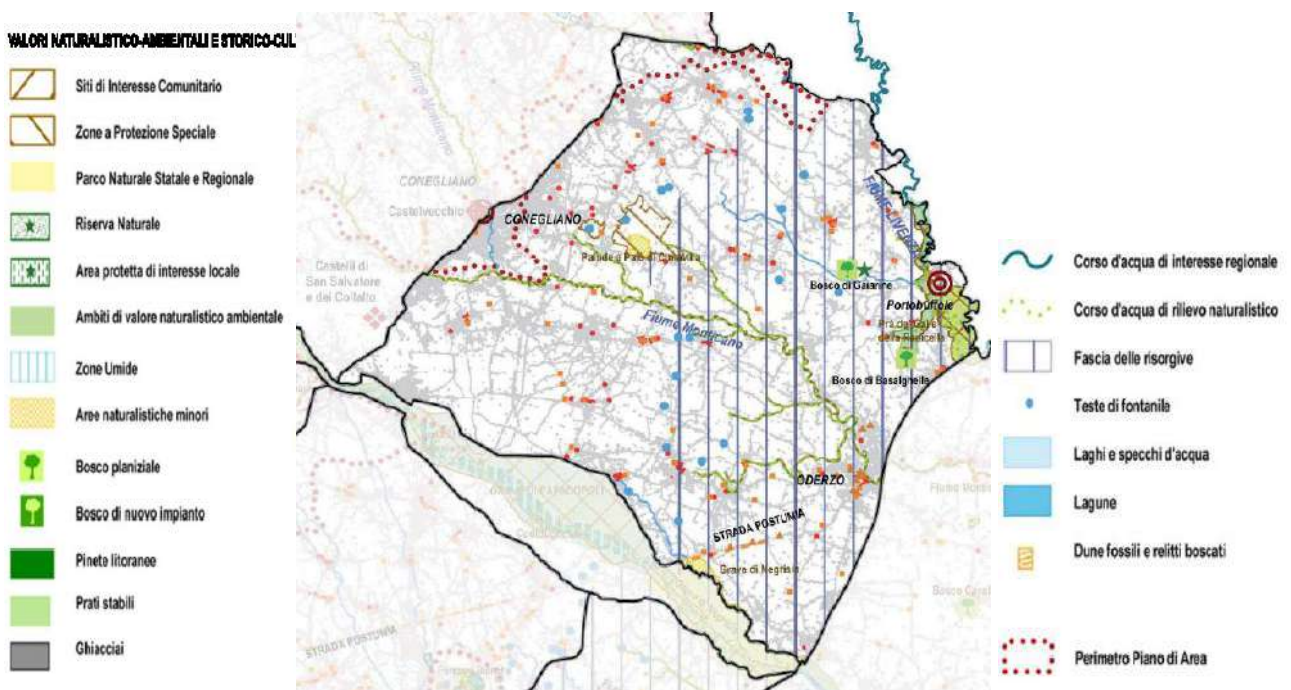 VALORI NATURALISTICO-AMBIENTALI E STORICO-CUL
Siti di Interesse Comunitario
Zone a Protezione Speciale
Parco Naturale Statale e Regionale
Riserva Naturale
Area protetta di interesse locale
Ambiti di valore naturalistico ambientale
Zone Umide
Aree naturalistiche minori
Bosco planiziale
Bosco di nuovo impianto
Pinete litoranee
Prati stabili
Ghiacciai
CONEGLIANO
Castelvecchio
CONEGLIANO
Castelli di
San Salvatore
e dei Collalto
Fiume Monticano
FIUME LIVENZA
Bosco di Gaiarine
Portobuffolè
Bosco di Basalghelle
ODERZO
STRADA POSTUMIA
Grave di Negrisia
STRADA POSTUMIA
Corso d'acqua di interesse regionale
Corso d'acqua di rilievo naturalistico
Fascia delle risorgive
Teste di fontanile
Laghi e specchi d'acqua
Lagune
Dune fossili e relitti boscati
Perimetro Piano di Area